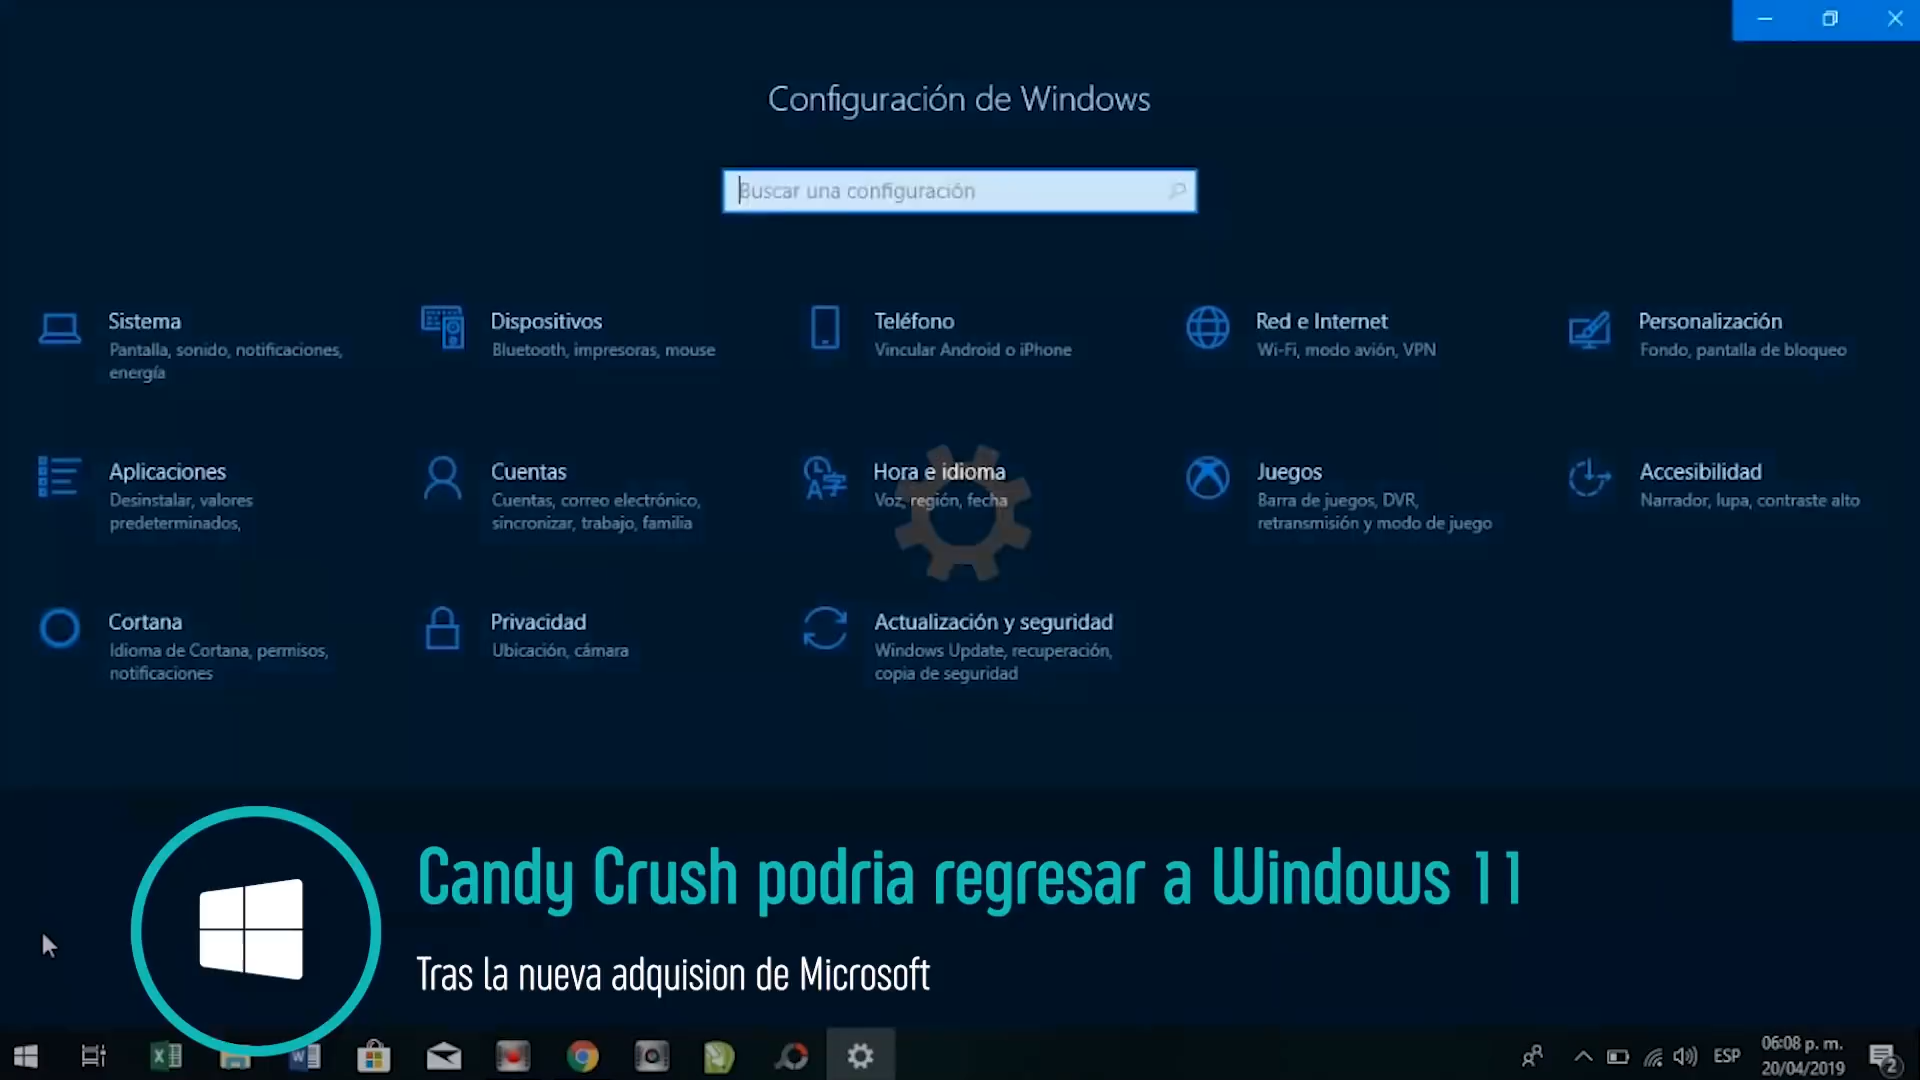 Configuración de Windows
Buscar una configuración
Sistema
Pantalla, sonido, notificaciones,
energía
Dispositivos
Bluetooth, impresoras, mouse
Teléfono
Vincular Android o iPhone
Red e Internet
Wi-Fi, modo avión, VPN
Personalización
Fondo, pantalla de bloqueo
Aplicaciones
Desinstalar, valores
predeterminados,
Cuentas
Cuentas, correo electrónico,
sincronizar, trabajo, familia
Hora e idioma
Voz, región, fecha
Juegos
Barra de juegos, DVR,
retransmisión y modo de juego
Accesibilidad
Narrador, lupa, contraste alto
Cortana
Idioma de Cortana, permisos,
notificaciones
Privacidad
Ubicación, cámara
Actualización y seguridad
Windows Update, recuperación,
copia de seguridad
Candy Crush podria regresar a Windows 11
Tras la nueva adquision de Microsoft
ESP
06:08 p. m.
20/04/2019
2